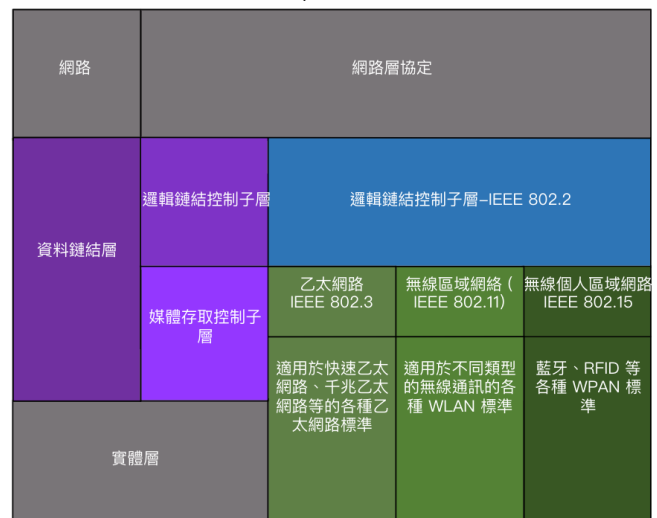 網路
網路層協定
資料鏈結層
邏輯鏈結控制子層
邏輯鏈結控制子層–IEEE 802.2
媒體存取控制子
層
乙太網路
IEEE 802.3
無線區域網絡 (
IEEE 802.11)
無線個人區域網路
IEEE 802.15
適用於快速乙太
網路、千兆乙太
網路等的各種乙
太網路標準
適用於不同類型
的無線通訊的各
種 WLAN 標準
藍牙、RFID 等
各種 WPAN 標
準
實體層